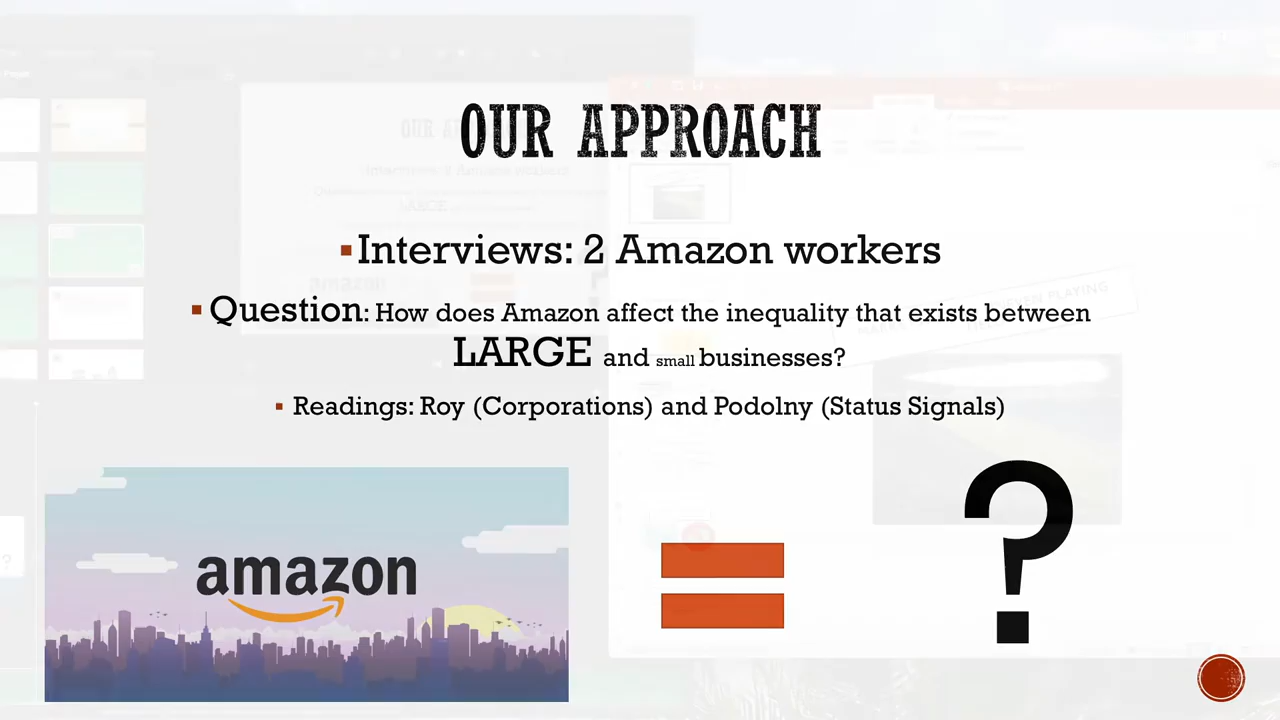 OUR APPROACH
Interviews: 2 Amazon workers
Question: How does Amazon affect the inequality that exists between
LARGE and small businesses?
Readings: Roy (Corporations) and Podolny (Status Signals)
amazon
?